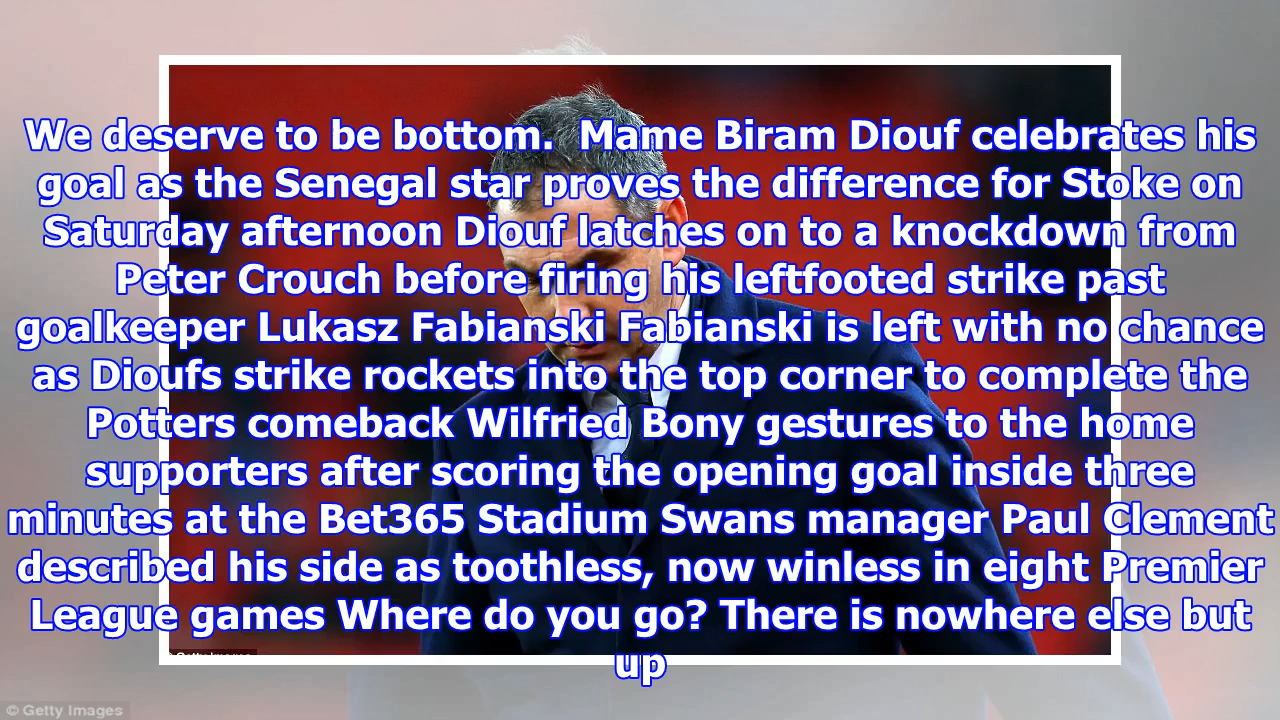 We deserve to be bottom.  Mame Biram Diouf celebrates his
goal as the Senegal star proves the difference for Stoke on
Saturday afternoon Diouf latches on to a knockdown from
Peter Crouch before firing his leftfooted strike past
goalkeeper Lukasz Fabianski Fabianski is left with no chance
as Dioufs strike rockets into the top corner to complete the
Potters comeback Wilfried Bony gestures to the home
supporters after scoring the opening goal inside three
minutes at the Bet365 Stadium Swans manager Paul Clement
described his side as toothless, now winless in eight Premier
League games Where do you go? There is nowhere else but
up
© Getty Images